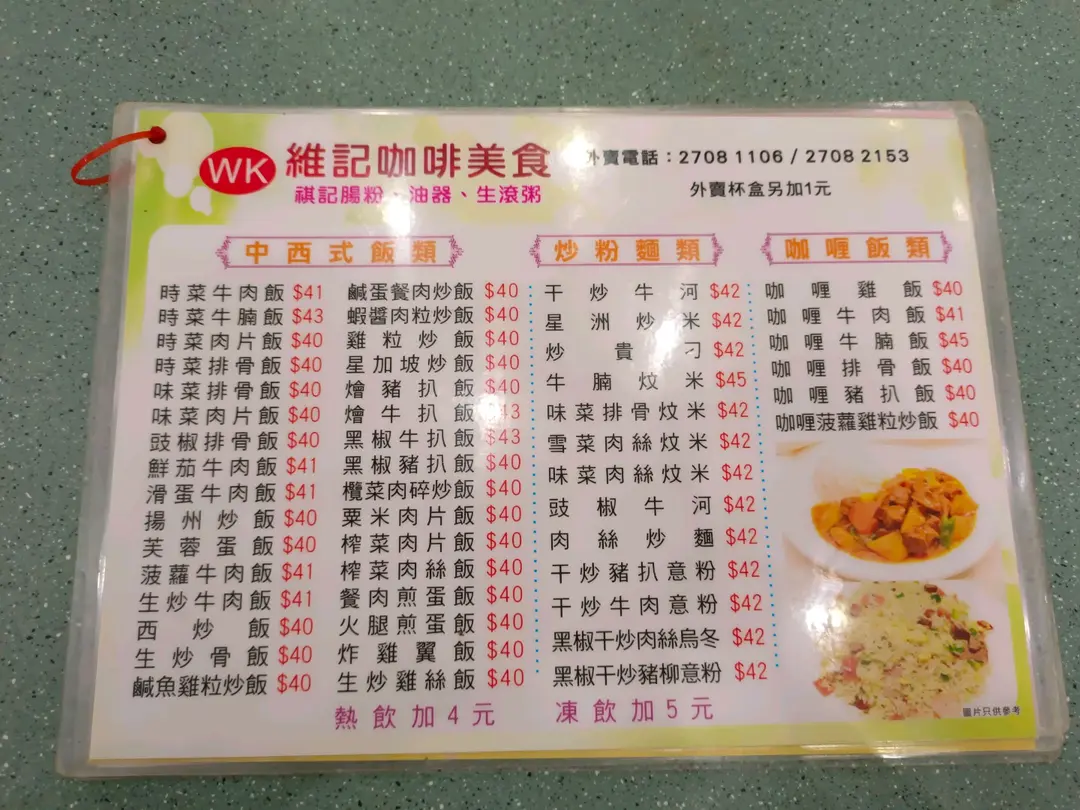 WK 維記咖啡美食
祺記腸粉、油器、生滾粥
外賣電話：2708 1106 / 2708 2153
外賣杯盒另加1元
中西式飯類
時菜牛肉飯 $41
時菜牛腩飯 $43
時菜肉片飯 $40
時菜排骨飯 $40
味菜排骨飯 $40
味菜肉片飯 $40
豉椒排骨飯 $40
鮮茄牛肉飯 $41
滑蛋牛肉飯 $41
揚州炒飯 $40
芙蓉蛋飯 $40
菠蘿牛肉飯 $41
生炒牛肉飯 $41
西炒飯 $40
生炒骨飯 $40
鹹魚雞粒炒飯 $40
鹹蛋餐肉炒飯 $40
蝦醬肉粒炒飯 $40
雞粒炒飯 $40
星加坡炒飯 $40
燴豬扒飯 $40
燴牛扒飯
黑椒牛扒飯 $43
黑椒豬扒飯 $40
欖菜肉碎炒飯 $40
粟米肉片飯 $40
榨菜肉片飯 $40
榨菜肉絲飯 $40
餐肉煎蛋飯 $40
火腿煎蛋飯 $40
炸雞翼飯 $40
生炒雞絲飯 $40
炒粉麵類
干炒牛河 $42
星洲炒米 $42
炒貴刁 $42
牛腩炆米 $45
味菜排骨炆米 $42
雪菜肉絲炆米 $42
味菜肉絲炆米 $42
豉椒牛河 $42
肉絲炒麵 $42
干炒豬扒意粉 $42
干炒牛肉意粉 $42
黑椒干炒肉絲烏冬 $42
黑椒干炒豬柳意粉 $42
咖喱飯類
咖喱雞飯 $40
咖喱牛肉飯 $41
咖喱牛腩飯 $45
咖喱排骨飯 $40
咖喱豬扒飯 $40
咖喱菠蘿雞粒炒飯 $40
圖片只供參考
熱飲加4元 凍飲加5元